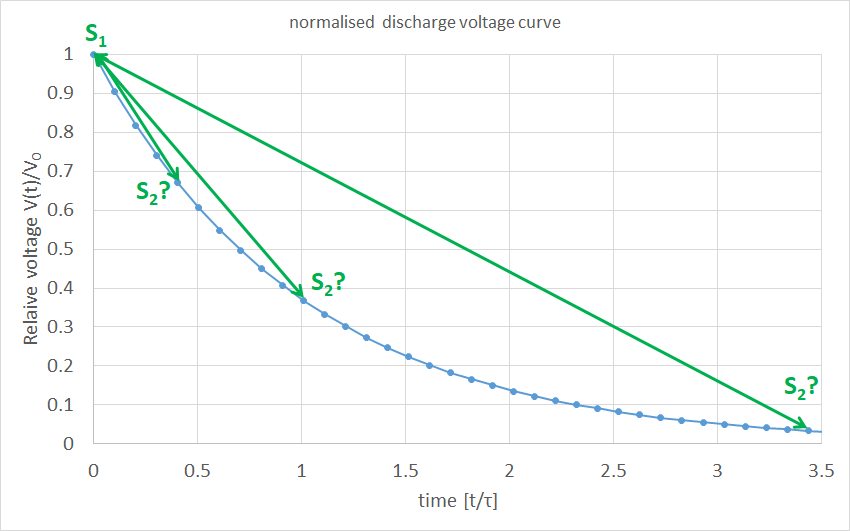 normalised discharge voltage curve
S1
1
0.9
0.8
0.7
S2?
0.6
0.5
0.4
S2?
0.3
0.2
S2?
0.1
0
Relaive voltage V(t)/V0
0 0.5 1 1.5 2 2.5 3 3.5
time [t/τ]